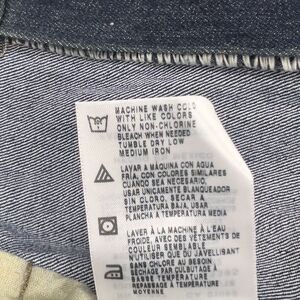 MACHINE WASH COLD
WITH LIKE COLORS
ONLY NON-CHLORINE
BLEACH WHEN NEEDED
TUMBLE DRY LOW
MEDIUM IRON
LAVAR A MÁQUINA CON AGUA
FRÍA, CON COLORES SIMILARES
CUANDO SEA NECESARIO,
USAR UNICAMENTE BLANQUEADOR
SIN CLORO. SECAR A
TEMPERATURA BAJA. USAR
PLANCHA A TEMPERATURA MEDIA
LAVER À LA MACHINE À L'EAU
FROIDE, AVEC DES VÊTEMENTS
DE COULEUR SEMBLABLE
N'UTILISER QUE DU JAVELLISANT
SANS CHLORE AU BESOIN.
SÉCHAGE PAR CULBUTAGE À
BASSE TEMPÉRATURE
REPASSAGE À TEMPÉRATURE
MOYENNE